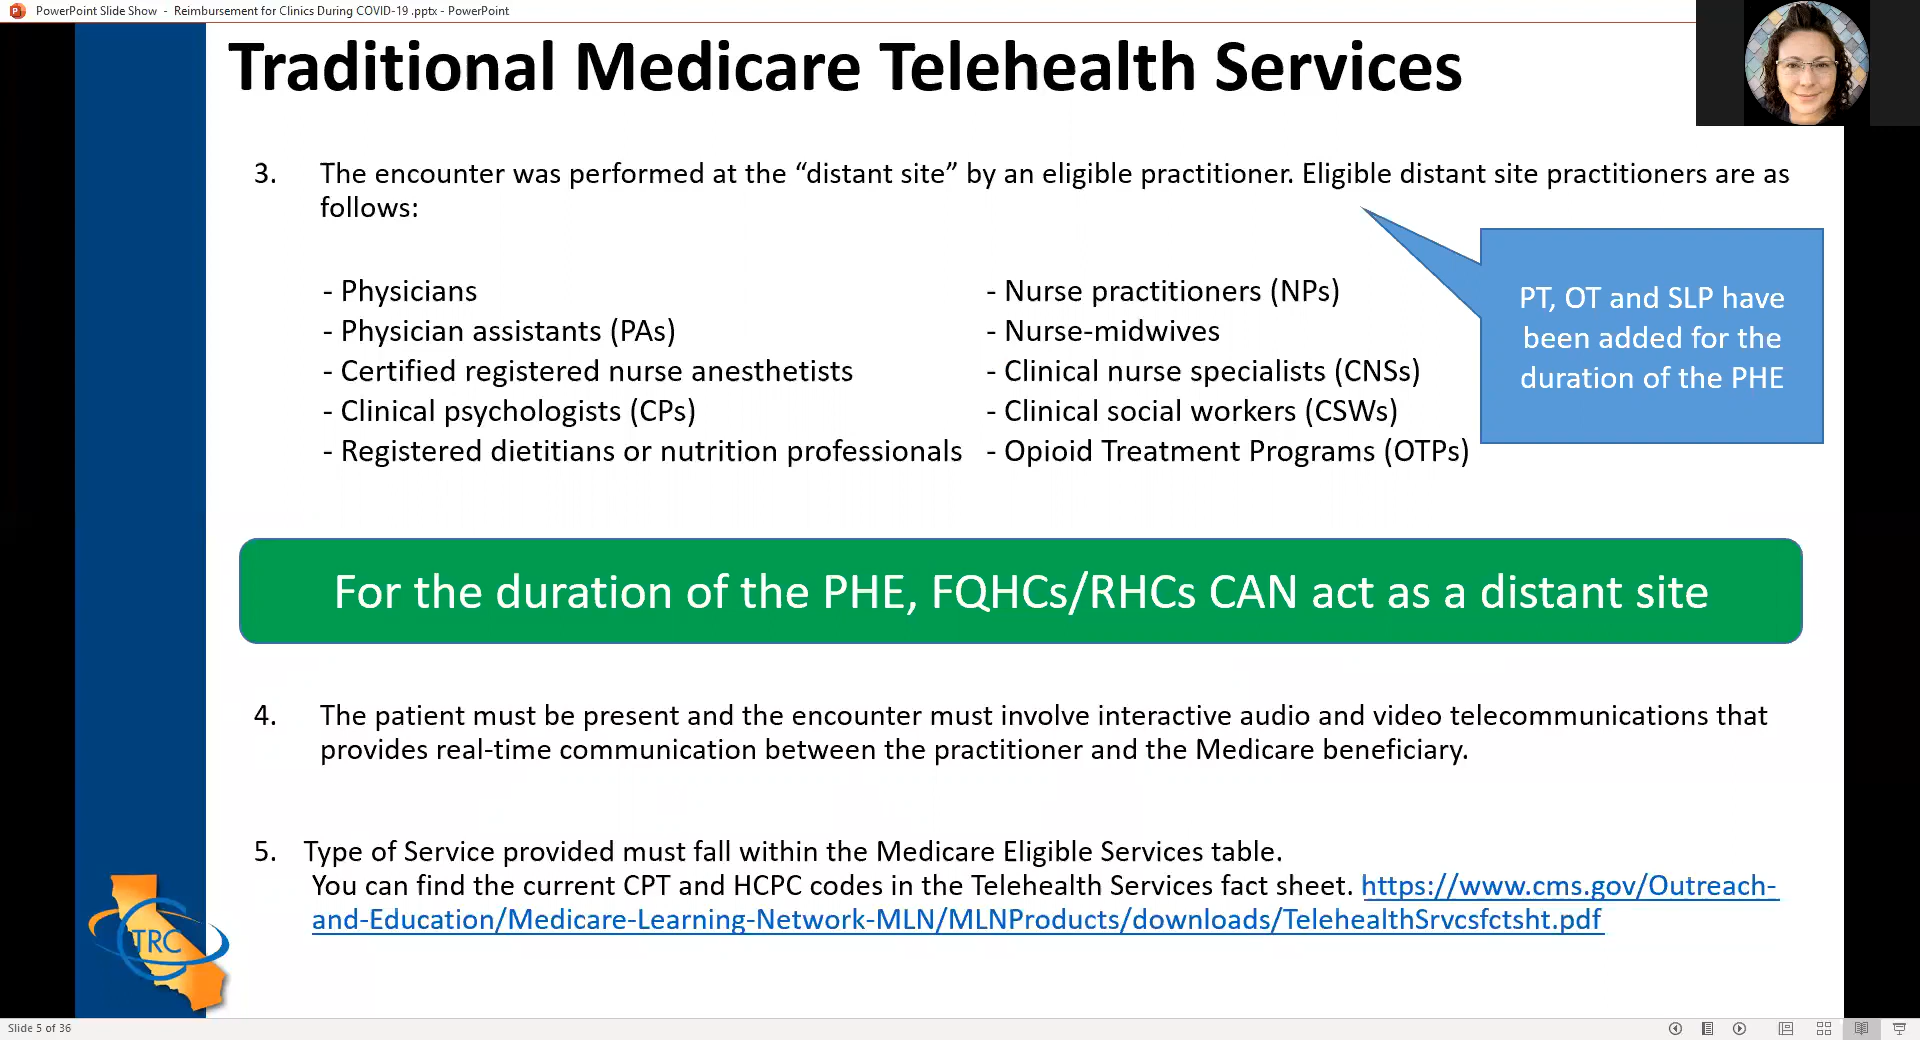 PowerPoint Slide Show - Reimbursement for Clinics During COVID-19 .pptx - PowerPoint
Traditional Medicare Telehealth Services
3. The encounter was performed at the “distant site” by an eligible practitioner. Eligible distant site practitioners are as
follows:
- Physicians
- Physician assistants (PAs)
- Certified registered nurse anesthetists
- Clinical psychologists (CPs)
- Registered dietitians or nutrition professionals
- Nurse practitioners (NPs)
- Nurse-midwives
- Clinical nurse specialists (CNSs)
- Clinical social workers (CSWs)
- Opioid Treatment Programs (OTPs)
PT, OT and SLP have
been added for the
duration of the PHE
For the duration of the PHE, FQHCs/RHCs CAN act as a distant site
4. The patient must be present and the encounter must involve interactive audio and video telecommunications that
provides real-time communication between the practitioner and the Medicare beneficiary.
5. Type of Service provided must fall within the Medicare Eligible Services table.
You can find the current CPT and HCPC codes in the Telehealth Services fact sheet. https://www.cms.gov/Outreach-
and-Education/Medicare-Learning-Network-MLN/MLNProducts/downloads/TelehealthSrvcsfctsht.pdf
TRC
Slide 5 of 36